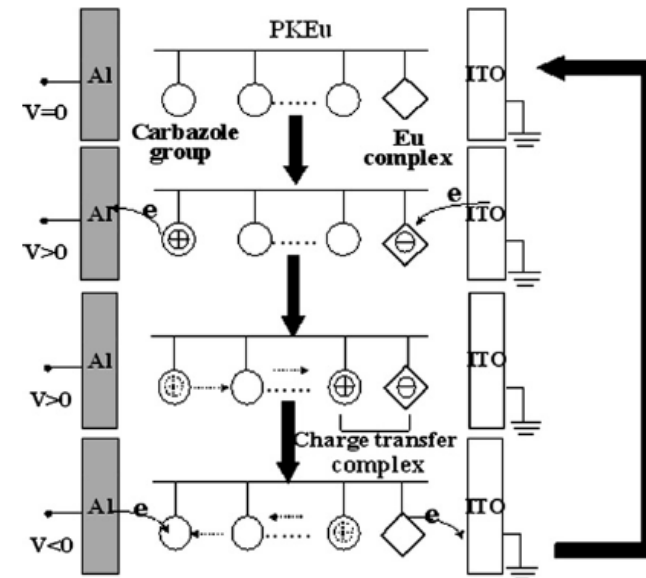 PKEu
Al
ITO
V=0
Carbazole
group
Eu
complex
e
e
Al
ITO
V>0
Al
ITO
V>0
Charge transfer
complex
Al
e
e
ITO
V<0